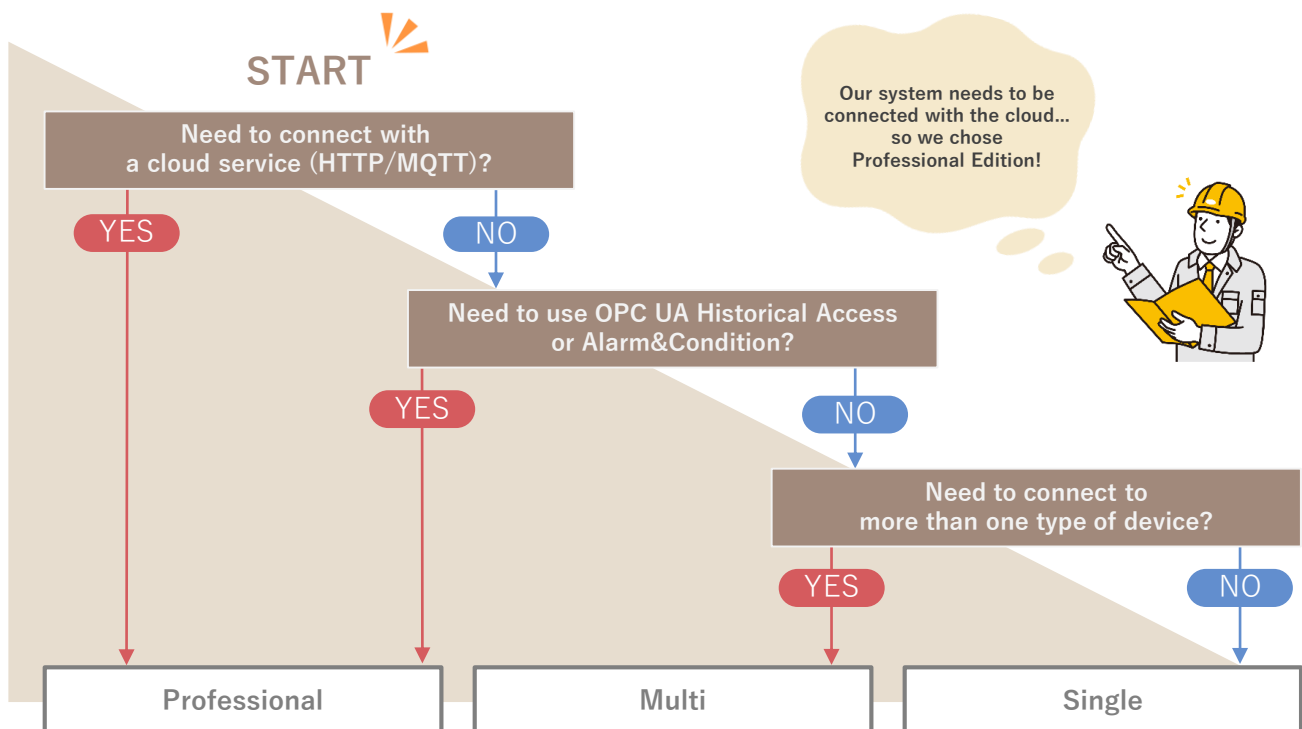 START
Our system needs to be
connected with the cloud...
so we chose
Professional Edition!
Need to connect with
a cloud service (HTTP/MQTT)?
YES
NO
Need to use OPC UA Historical Access
or Alarm&Condition?
YES
NO
Need to connect to
more than one type of device?
YES
NO
Professional
Multi
Single